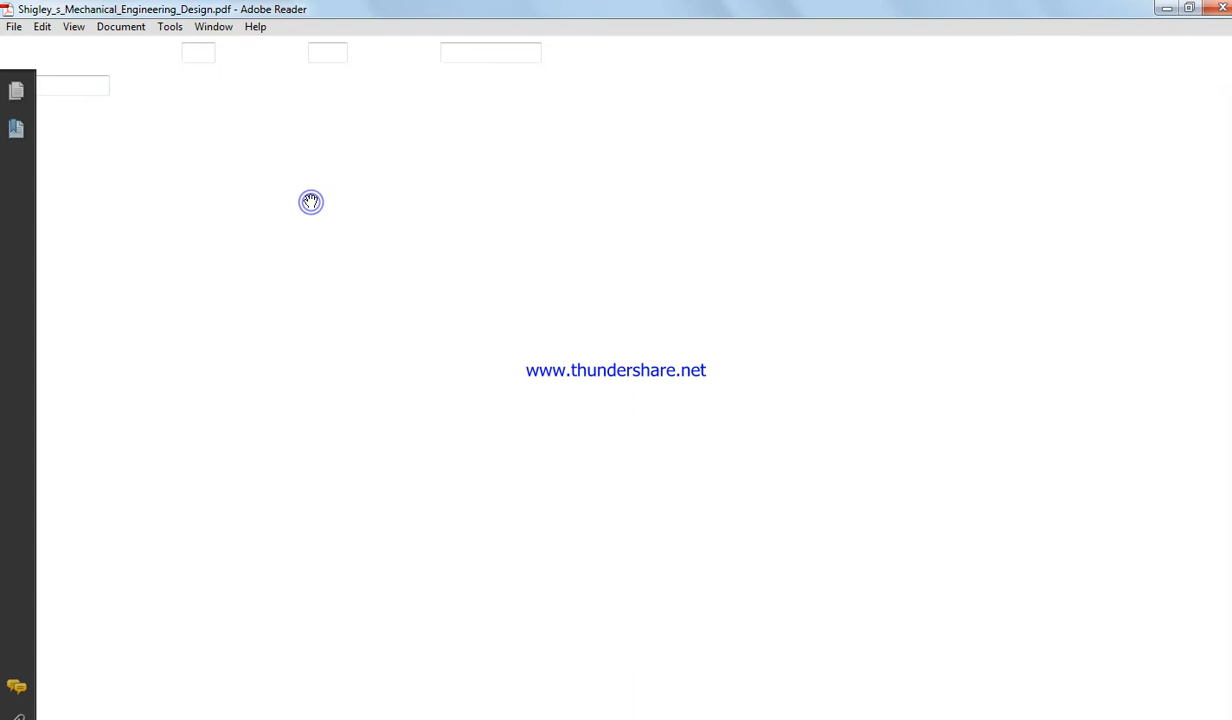 Shigley_s_Mechanical_Engineering_Design.pdf - Adobe Reader
File Edit View Document Tools Window Help
www.thundershare.net